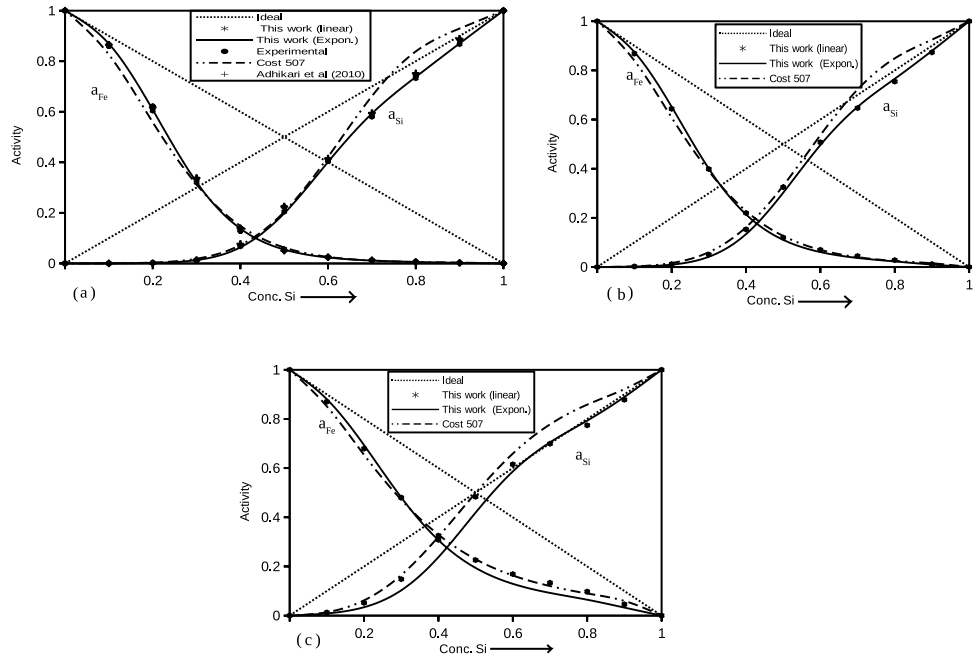 1
0.8
0.6
0.4
0.2
0
Activity
Ideal
This work (linear)
This work (Expon.)
Experimental
Cost 507
Adhikari et al (2010)
aFe
aSi
0.2
0.4
0.6
0.8
1
(a)
Conc. Si
1
0.8
0.6
0.4
0.2
0
Activity
Ideal
This work (linear)
This work (Expon.)
Cost 507
aFe
aSi
0.2
0.4
0.6
0.8
1
(b)
Conc. Si
1
0.8
0.6
0.4
0.2
0
Activity
Ideal
This work (linear)
This work (Expon.)
Cost 507
aFe
aSi
0.2
0.4
0.6
0.8
1
(c)
Conc. Si